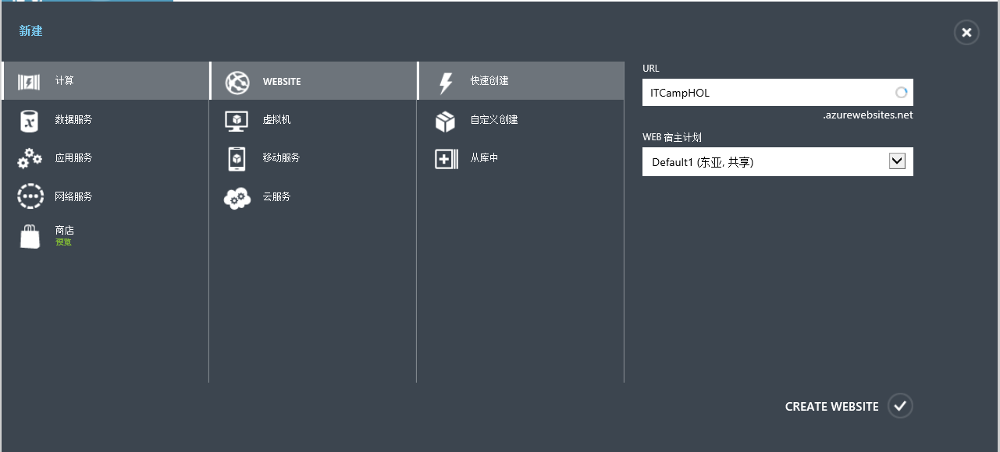 新建
计算
数据服务
应用服务
网络服务
商店
预览
WEBSITE
虚拟机
移动服务
云服务
快速创建
自定义创建
从库中
URL
ITCampHOL
.azurewebsites.net
WEB 宿主计划
Default1 (东亚, 共享)
CREATE WEBSITE